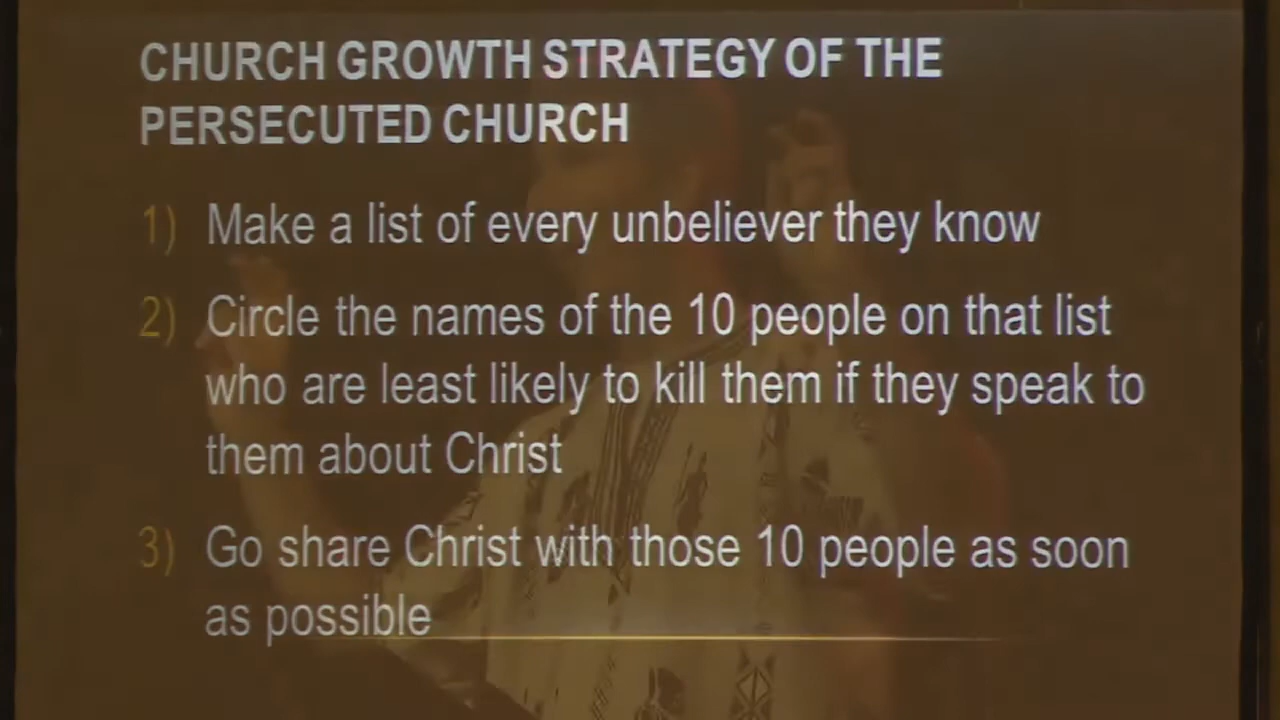 CHURCH GROWTH STRATEGY OF THE
PERSECUTED CHURCH
1) Make a list of every unbeliever they know
2) Circle the names of the 10 people on that list
who are least likely to kill them if they speak to
them about Christ
3) Go share Christ with those 10 people as soon
as possible